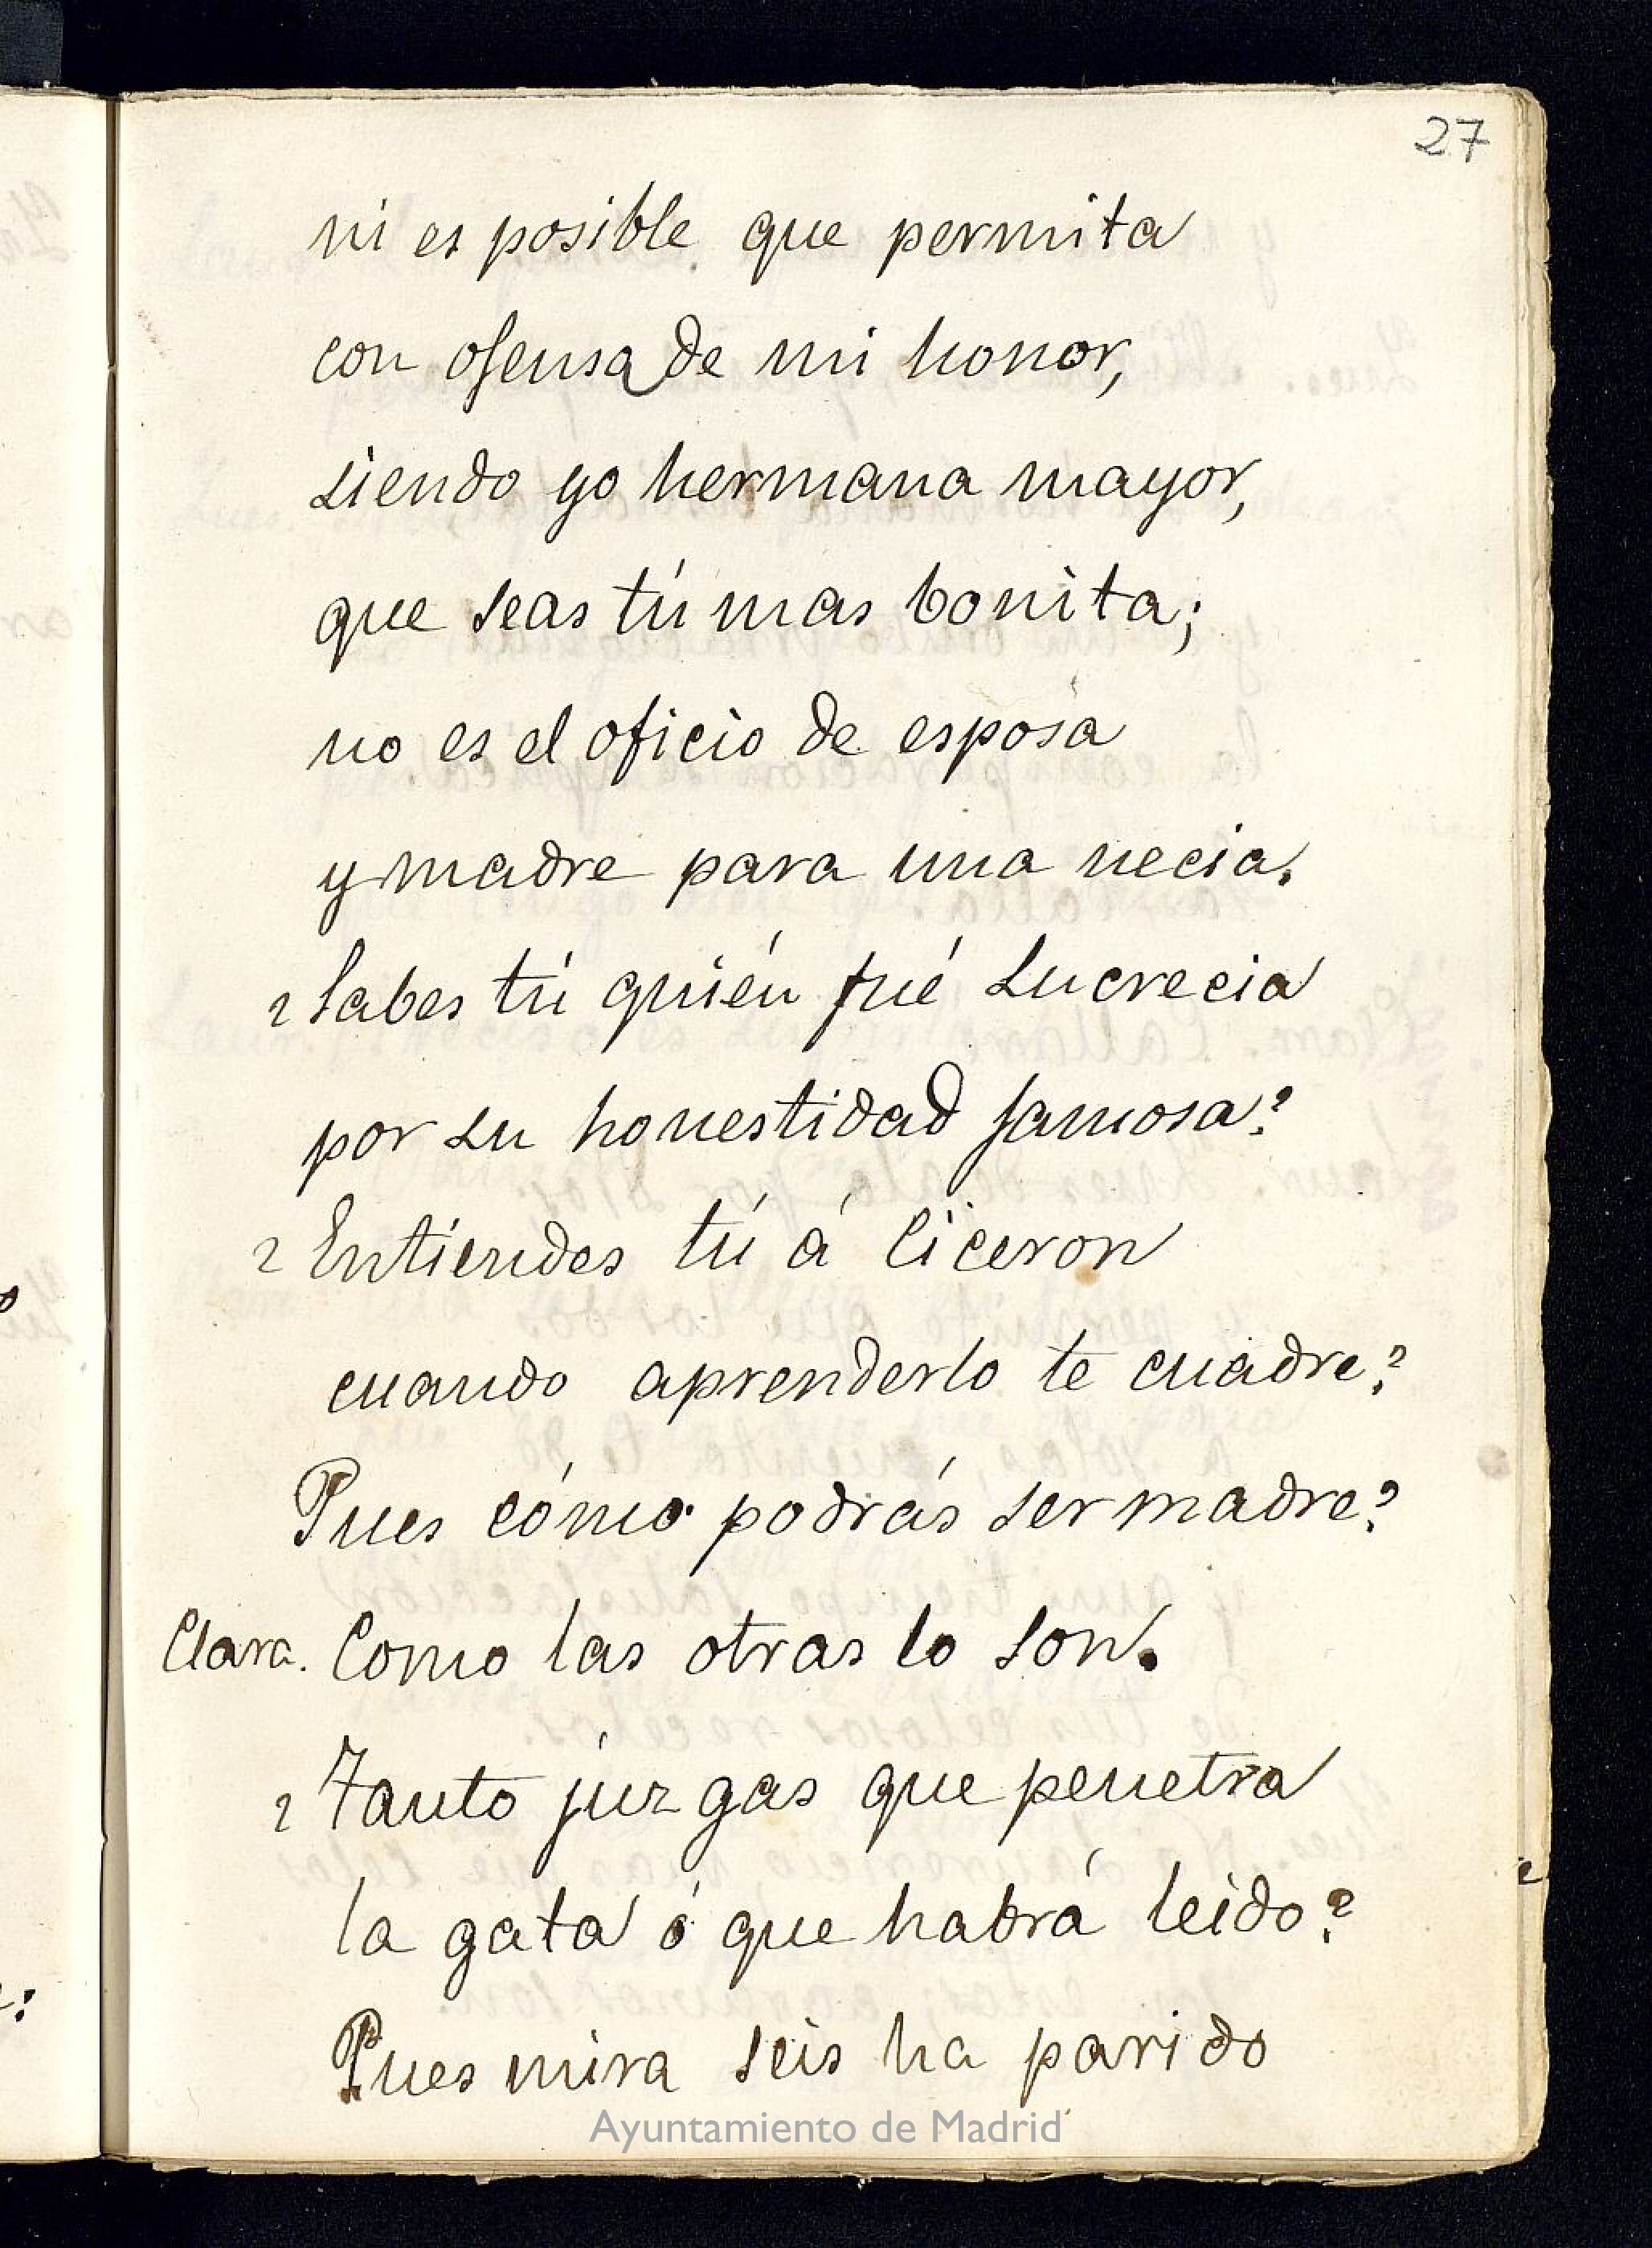 27
ni es posible que permita
con ofensa de mi honor,
siendo yo hermana mayor,
que seas tú mas bonita;
no es el oficio de esposa
y madre para una necia.
¿Sabes tú quién fué Lucrecia
por su honestidad famosa?
¿Entiendes tú á Ciceron
cuando aprenderlo te cuadre?
Pues cómo podrás ser madre?
Clara. Como las otras lo son.
¿Tanto juzgas que penetra
la gata ó que habrá leido?
Pues mira seis ha parido
Ayuntamiento de Madrid